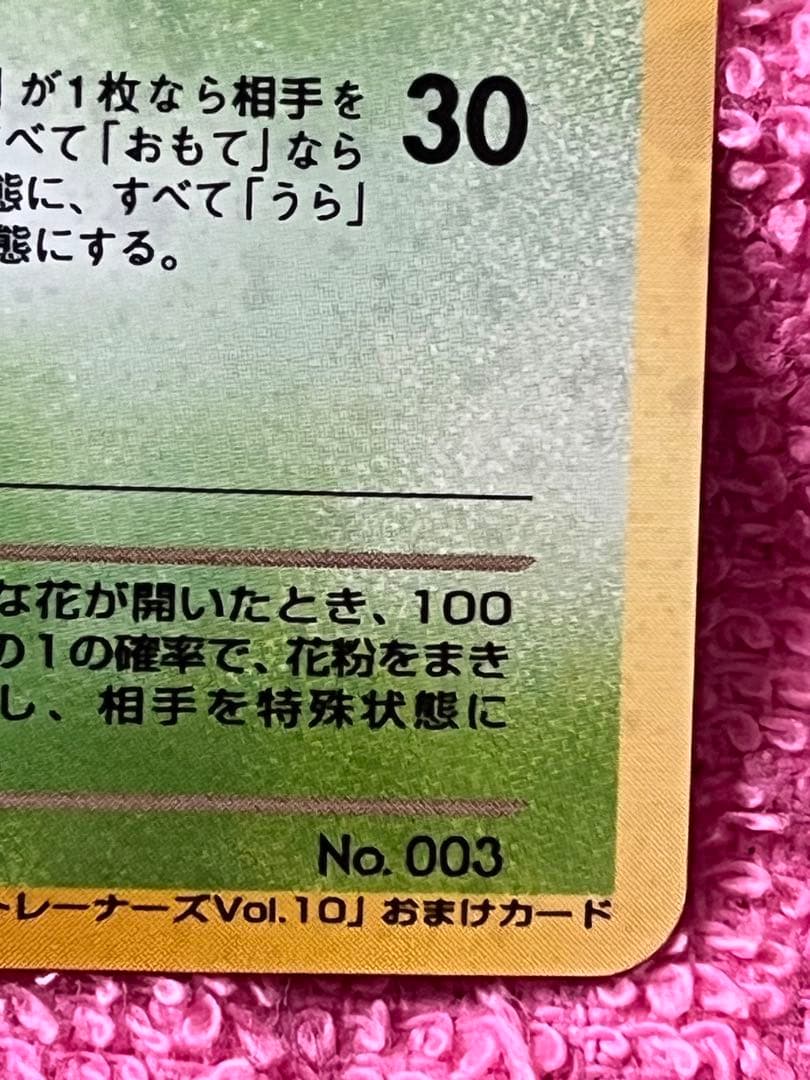 」が1枚なら相手を
べて「おもて」なら
態に、すべて「うら」
態にする。
30
な花が開いたとき、100
の1の確率で、花粉をまき
し、相手を特殊状態に
No. 003
トレーナーズVol.10」おまけカード